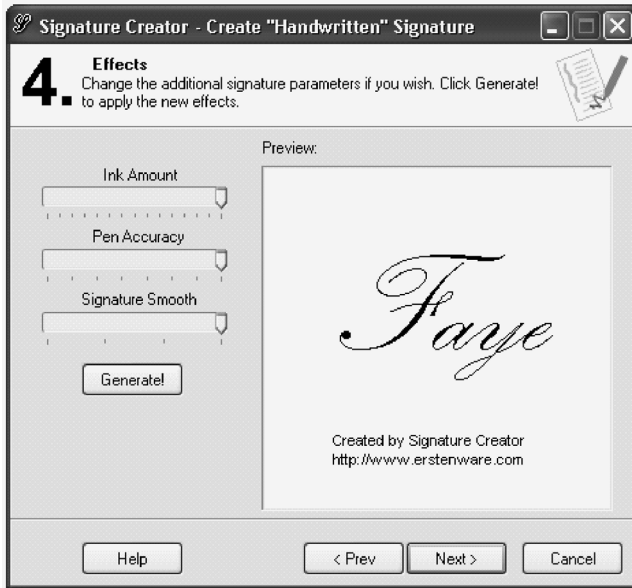 Signature Creator - Create "Handwritten" Signature
4.
Effects
Change the additional signature parameters if you wish. Click Generate!
to apply the new effects.
Preview:
Ink Amount
Pen Accuracy
Signature Smooth
Generate!
Faye
Created by Signature Creator
http://www.erstenware.com
Help
< Prev
Next >
Cancel